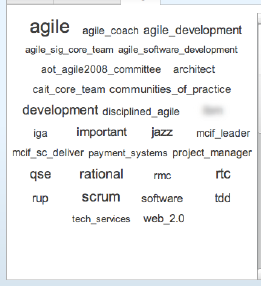 agile agile_coach agile_development
agile_sig_core_team agile_software_development
aot_agile2008_committee architect
cait_core_team communities_of_practice
development disciplined_agile
iga important jazz mcif_leader
mcif_sc_deliver payment_systems project_manager
qse rational rmc rtc
rup scrum software tdd
tech_services web_2.0